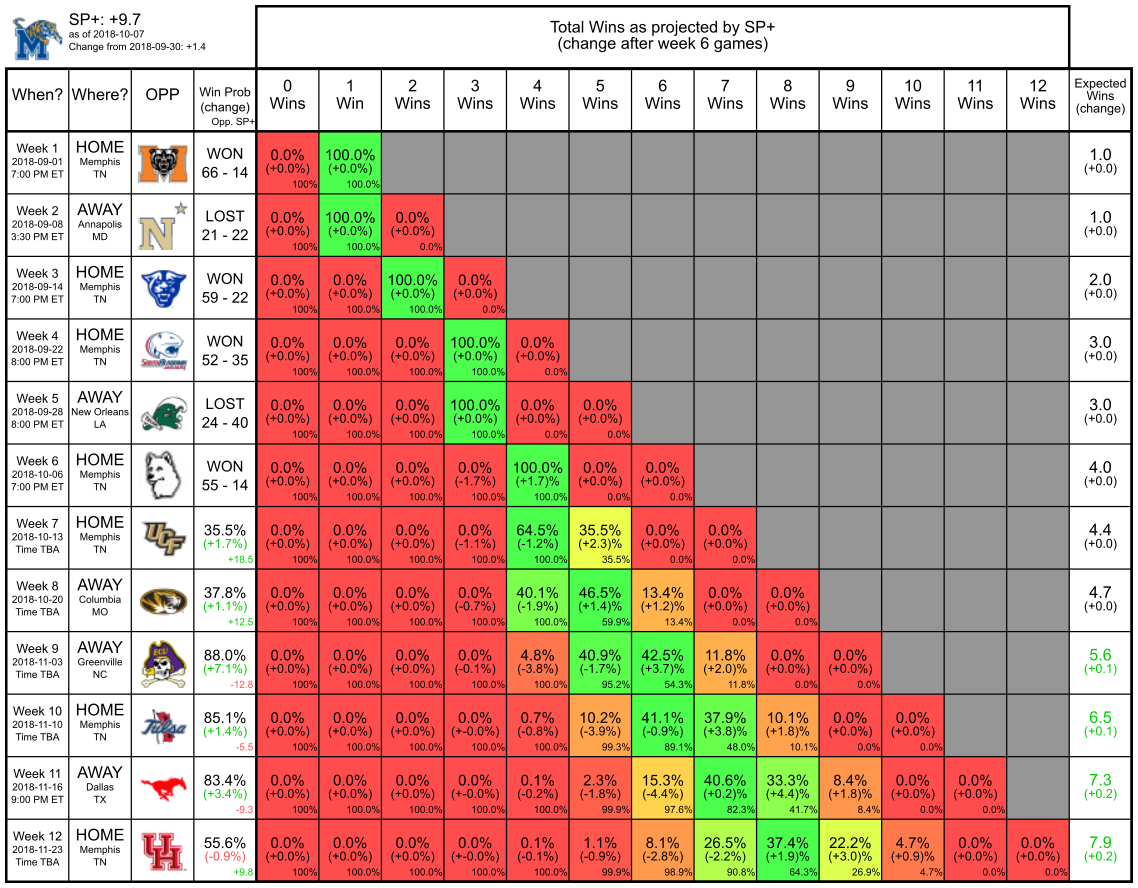 SP+: +9.7
as of 2018-10-07
Change from 2018-09-30: +1.4
Total Wins as projected by SP+
(change after week 6 games)
When? Where? OPP Win Prob (change) Opp. SP+ 0 Wins 1 Win 2 Wins 3 Wins 4 Wins 5 Wins 6 Wins 7 Wins 8 Wins 9 Wins 10 Wins 11 Wins 12 Wins Expected Wins (change)
Week 1 HOME WON 0.0% 100.0% 1.0
2018-09-01 Memphis 66 - 14 (+0.0%) (+0.0%) (+0.0)
7:00 PM ET TN 100% 100.0%
Week 2 AWAY LOST 0.0% 100.0% 0.0% 1.0
2018-09-08 Annapolis 21 - 22 (+0.0%) (+0.0%) (+0.0%) (+0.0)
3:30 PM ET MD N 100% 100.0% 0.0%
Week 3 HOME WON 0.0% 0.0% 100.0% 0.0% 2.0
2018-09-14 Memphis 59 - 22 (+0.0%) (+0.0%) (+0.0%) (+0.0%) (+0.0)
7:00 PM ET TN 100% 100.0% 100.0% 0.0%
Week 4 HOME WON 0.0% 0.0% 0.0% 100.0% 0.0% 3.0
2018-09-22 Memphis 52 - 35 (+0.0%) (+0.0%) (+0.0%) (+0.0%) (+0.0%) (+0.0)
8:00 PM ET TN 100% 100.0% 100.0% 100.0% 0.0%
Week 5 AWAY LOST 0.0% 0.0% 0.0% 100.0% 0.0% 0.0% 3.0
2018-09-28 New Orleans 24 - 40 (+0.0%) (+0.0%) (+0.0%) (+0.0%) (+0.0%) (+0.0%) (+0.0)
8:00 PM ET LA 100% 100.0% 100.0% 100.0% 0.0% 0.0%
Week 6 HOME WON 0.0% 0.0% 0.0% 0.0% 100.0% 0.0% 0.0% 4.0
2018-10-06 Memphis 55 - 14 (+0.0%) (+0.0%) (+0.0%) (-1.7%) (+1.7)% (+0.0%) (+0.0%) (+0.0)
7:00 PM ET TN 100% 100.0% 100.0% 100.0% 100.0% 0.0% 0.0%
Week 7 HOME UCF 35.5% 0.0% 0.0% 0.0% 0.0% 64.5% 35.5% 0.0% 0.0% 4.4
2018-10-13 Memphis (+1.7%) (+0.0%) (+0.0%) (+0.0%) (-1.1%) (-1.2%) (+2.3)% (+0.0%) (+0.0%) (+0.0)
Time TBA TN +18.5 100% 100.0% 100.0% 100.0% 100.0% 35.5% 0.0% 0.0%
Week 8 AWAY 37.8% 0.0% 0.0% 0.0% 0.0% 40.1% 46.5% 13.4% 0.0% 0.0% 4.7
2018-10-20 Columbia (+1.1%) (+0.0%) (+0.0%) (+0.0%) (-0.7%) (-1.9%) (+1.4)% (+1.2%) (+0.0%) (+0.0%) (+0.0)
Time TBA MO +12.5 100% 100.0% 100.0% 100.0% 100.0% 59.9% 13.4% 0.0% 0.0%
Week 9 AWAY ECU 88.0% 0.0% 0.0% 0.0% 0.0% 4.8% 40.9% 42.5% 11.8% 0.0% 0.0% 5.6
2018-11-03 Greenville (+7.1%) (+0.0%) (+0.0%) (+0.0%) (-0.1%) (-3.8%) (-1.7%) (+3.7)% (+2.0)% (+0.0%) (+0.0%) (+0.1)
Time TBA NC -12.8 100% 100.0% 100.0% 100.0% 100.0% 95.2% 54.3% 11.8% 0.0% 0.0%
Week 10 HOME Tulsa 85.1% 0.0% 0.0% 0.0% 0.0% 0.7% 10.2% 41.1% 37.9% 10.1% 0.0% 0.0% 6.5
2018-11-10 Memphis (+1.4%) (+0.0%) (+0.0%) (+0.0%) (+-0.0%) (-0.8%) (-3.9%) (-0.9%) (+3.8)% (+1.8)% (+0.0%) (+0.0%) (+0.1)
Time TBA TN -5.5 100% 100.0% 100.0% 100.0% 100.0% 99.3% 89.1% 48.0% 10.1% 0.0% 0.0%
Week 11 AWAY 83.4% 0.0% 0.0% 0.0% 0.0% 0.1% 2.3% 15.3% 40.6% 33.3% 8.4% 0.0% 0.0% 7.3
2018-11-16 Dallas (+3.4%) (+0.0%) (+0.0%) (+0.0%) (+-0.0%) (-0.2%) (-1.8%) (-4.4%) (+0.2)% (+4.4)% (+1.8)% (+0.0%) (+0.0%) (+0.2)
9:00 PM ET TX -9.3 100% 100.0% 100.0% 100.0% 100.0% 99.9% 97.6% 82.3% 41.7% 8.4% 0.0% 0.0%
Week 12 HOME UH 55.6% 0.0% 0.0% 0.0% 0.0% 0.1% 1.1% 8.1% 26.5% 37.4% 22.2% 4.7% 0.0% 0.0% 7.9
2018-11-23 Memphis (-0.9%) (+0.0%) (+0.0%) (+0.0%) (+-0.0%) (-0.1%) (-0.9%) (-2.8%) (-2.2%) (+1.9)% (+3.0)% (+0.9)% (+0.0%) (+0.0%) (+0.2)
Time TBA TN +9.8 100% 100.0% 100.0% 100.0% 100.0% 99.9% 98.9% 90.8% 64.3% 26.9% 4.7% 0.0% 0.0%